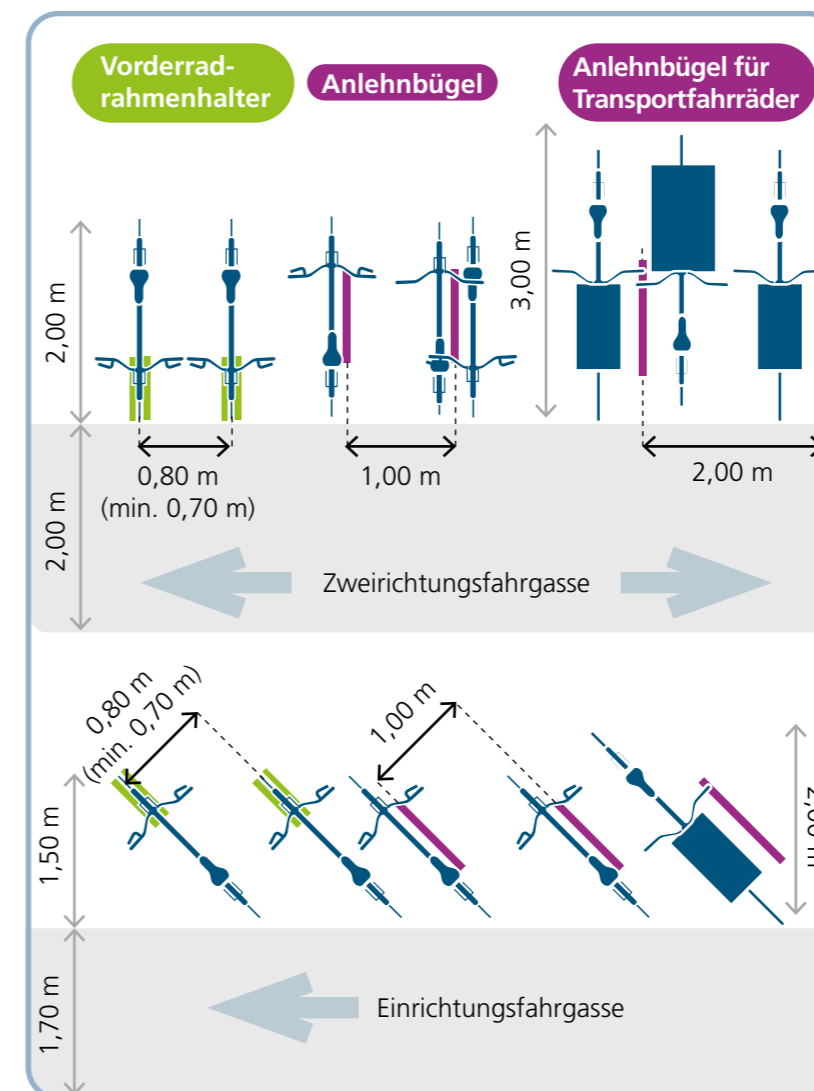 Vorderrad-
rahmenhalter
Anlehnbügel
Anlehnbügel für
Transportfahrräder
2,00 m
3,00 m
0,80 m
(min. 0,70 m)
1,00 m
2,00 m
2,00 m
Zweirichtungsfahrgasse
0,80 m
(min. 0,70 m)
1,00 m
1,50 m
1,70 m
Einrichtungsfahrgasse